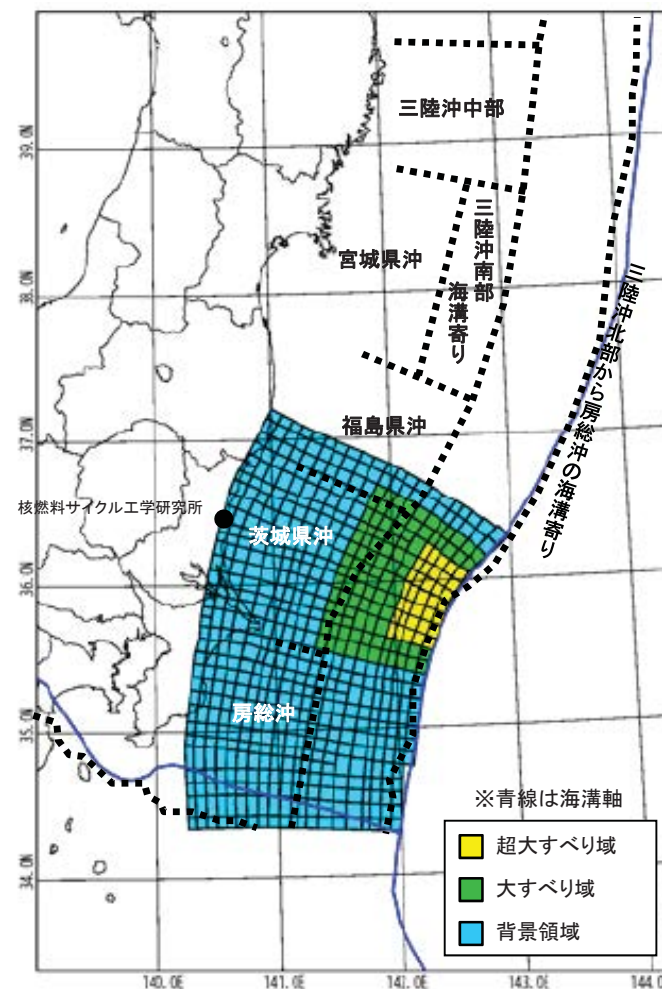 三陸沖中部
39.0N
三陸沖南部
海溝寄り
宮城県沖
38.0N
三陸沖北部から房総沖の海溝寄り
37.0N
福島県沖
核燃料サイクル工学研究所
茨城県沖
36.0N
房総沖
35.0N
※青線は海溝軸
超大すべり域
大すべり域
背景領域
34.0N
140.0E
141.0E
142.0E
143.0E
144.0E